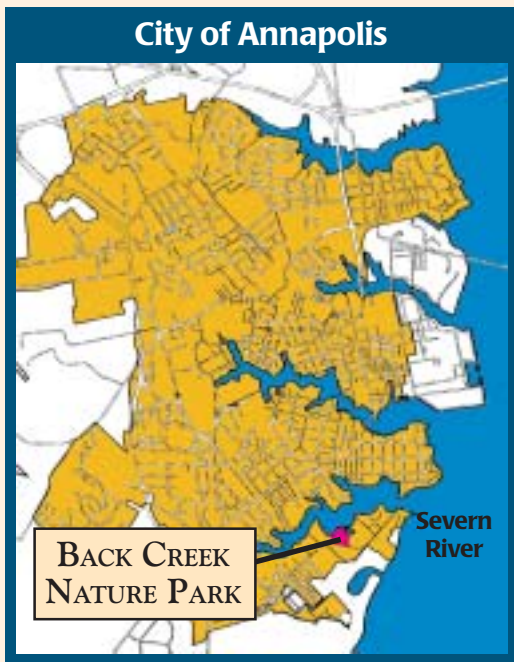 City of Annapolis
Severn
River
BACK CREEK
NATURE PARK